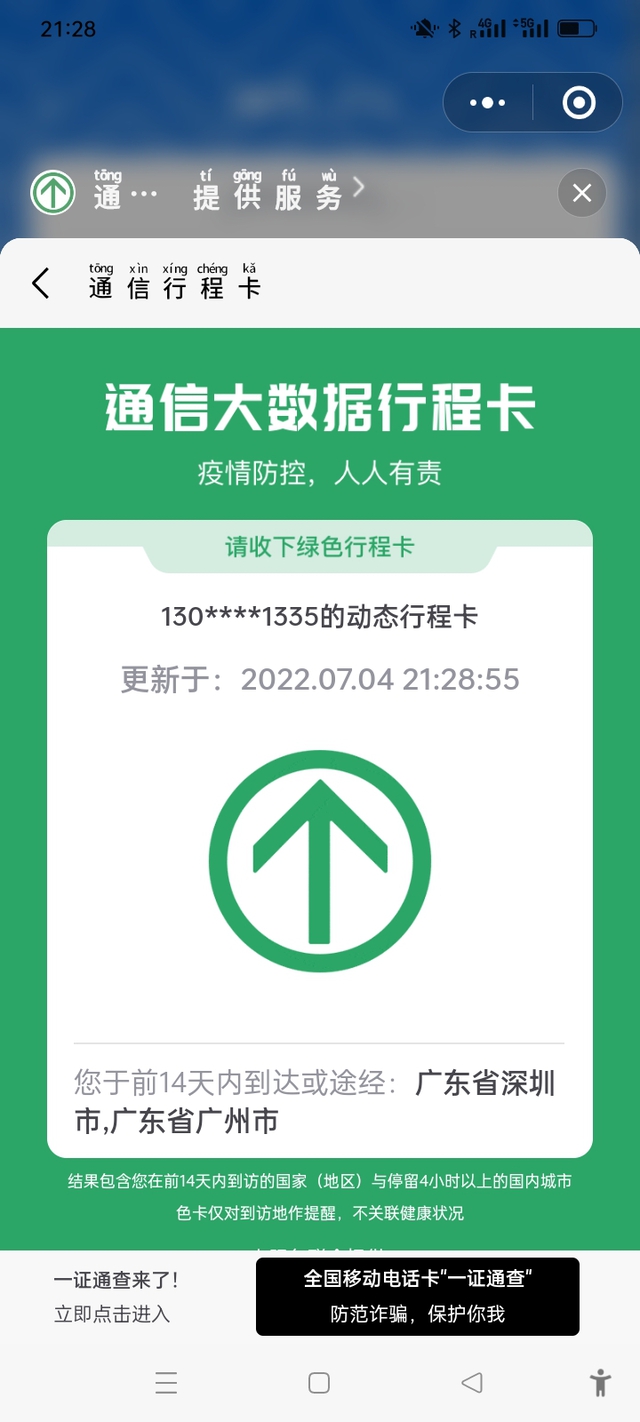 21:28
4G 5G
R
tōng tí gōng fú wù
通… 提供服务
tōng xìn xíng chéng kǎ
通信行程卡
通信大数据行程卡
疫情防控，人人有责
请收下绿色行程卡
130****1335的动态行程卡
更新于：2022.07.04 21:28:55
您于前14天内到达或途经：广东省深圳
市,广东省广州市
结果包含您在前14天内到访的国家（地区）与停留4小时以上的国内城市
色卡仅对到访地作提醒，不关联健康状况
一证通查来了！
立即点击进入
全国移动电话卡"一证通查"
防范诈骗，保护你我